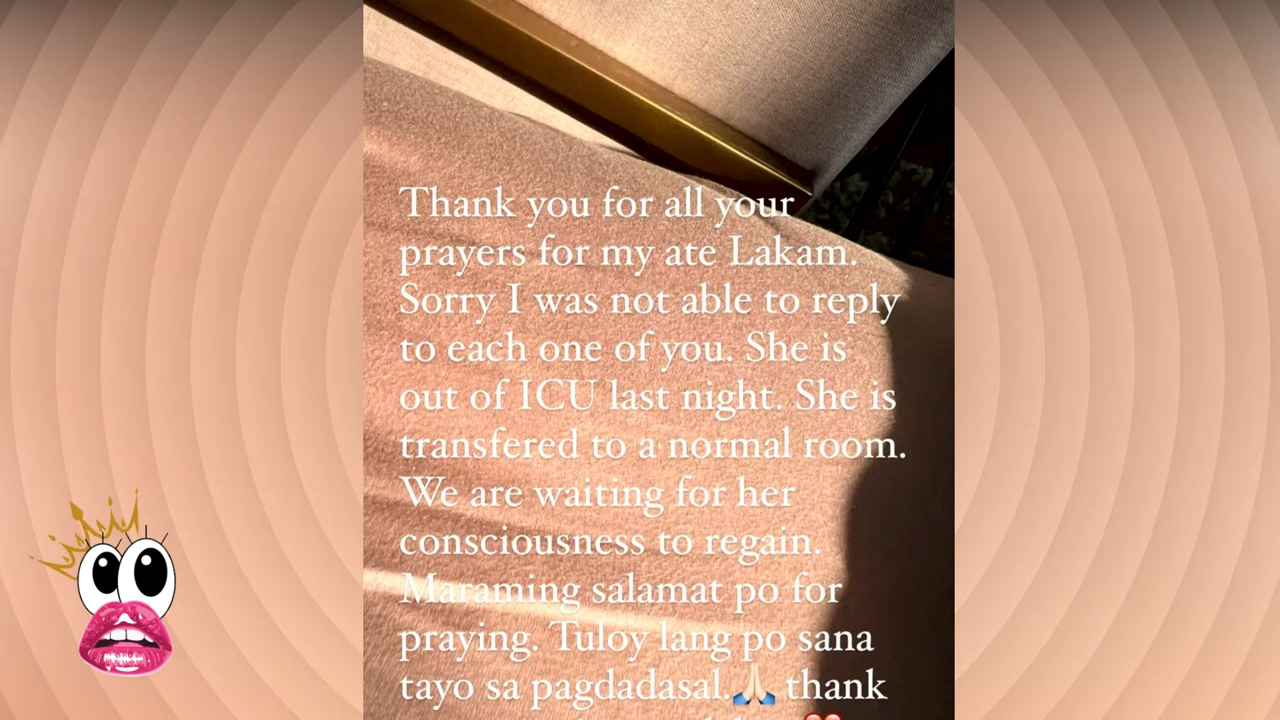 Thank you for all your
prayers for my ate Lakam.
Sorry I was not able to reply
to each one of you. She is
out of ICU last night. She is
transfered to a normal room.
We are waiting for her
consciousness to regain.
Maraming salamat po for
praying. Tuloy lang po sana
tayo sa pagdadasal.🙏🏻 thank